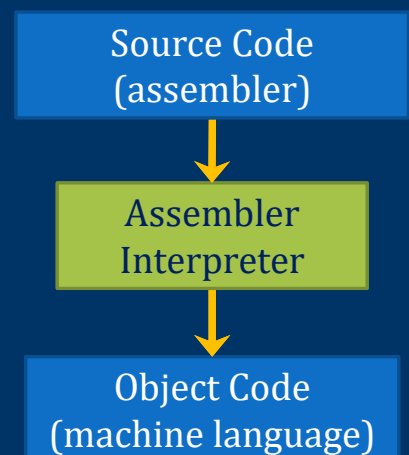 Source Code
(assembler)
Assembler
Interpreter
Object Code
(machine language)